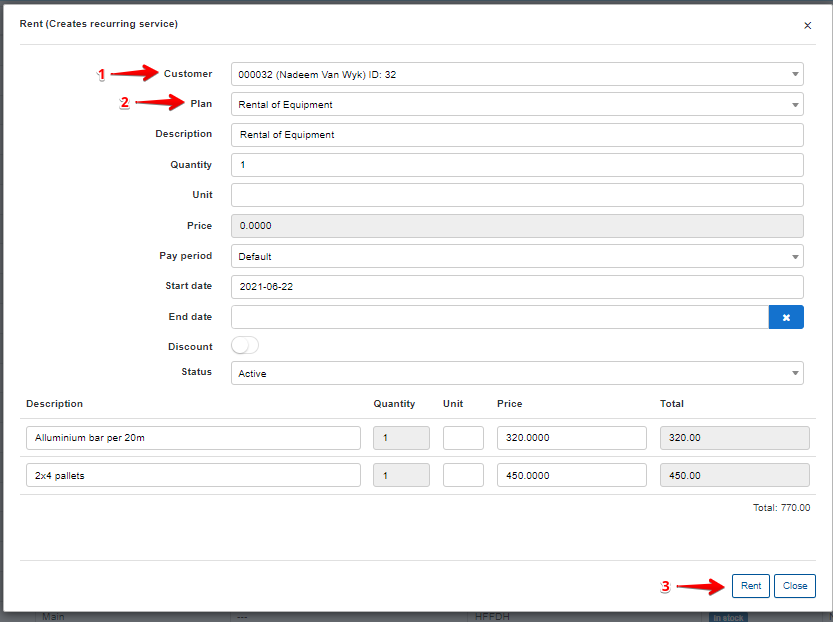 Rent (Creates recurring service)
×
1 Customer 000032 (Nadeem Van Wyk) ID: 32
2 Plan Rental of Equipment
Description Rental of Equipment
Quantity 1
Unit
Price 0.0000
Pay period Default
Start date 2021-06-22
End date
Discount
Status Active
Description Quantity Unit Price Total
Alluminium bar per 20m 1 320.0000 320.00
2x4 pallets 1 450.0000 450.00
Total: 770.00
3 Rent Close
Main --- HFFDH In stock